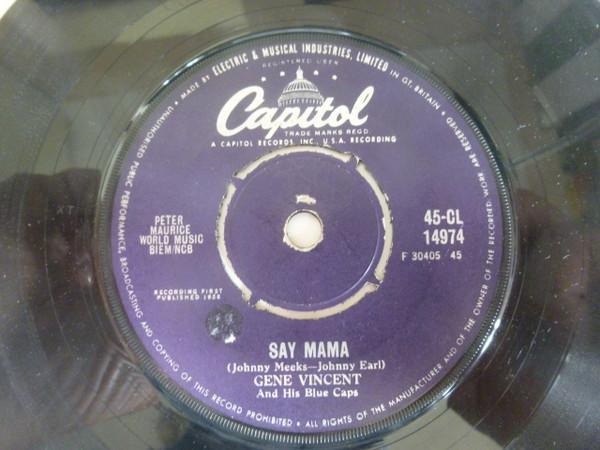 MADE BY ELECTRIC & MUSICAL INDUSTRIES, LIMITED IN GT. BRITAIN • ALL RIGHTS OF THE MANUFACTURER AND OF THE OWNER OF THE RECORDED WORK ARE RESERVED
UNAUTHORISED PUBLIC PERFORMANCE, BROADCASTING AND COPYING OF THIS RECORD PROHIBITED •
REGISTERED USER
Capitol
TRADE MARKS REGD
A CAPITOL RECORDS, INC., U.S.A. RECORDING
PETER
MAURICE
WORLD MUSIC
BIEM/NCB
45-CL
14974
F 30405 45
RECORDING FIRST
PUBLISHED 1958
SAY MAMA
(Johnny Meeks—Johnny Earl)
GENE VINCENT
And His Blue Caps